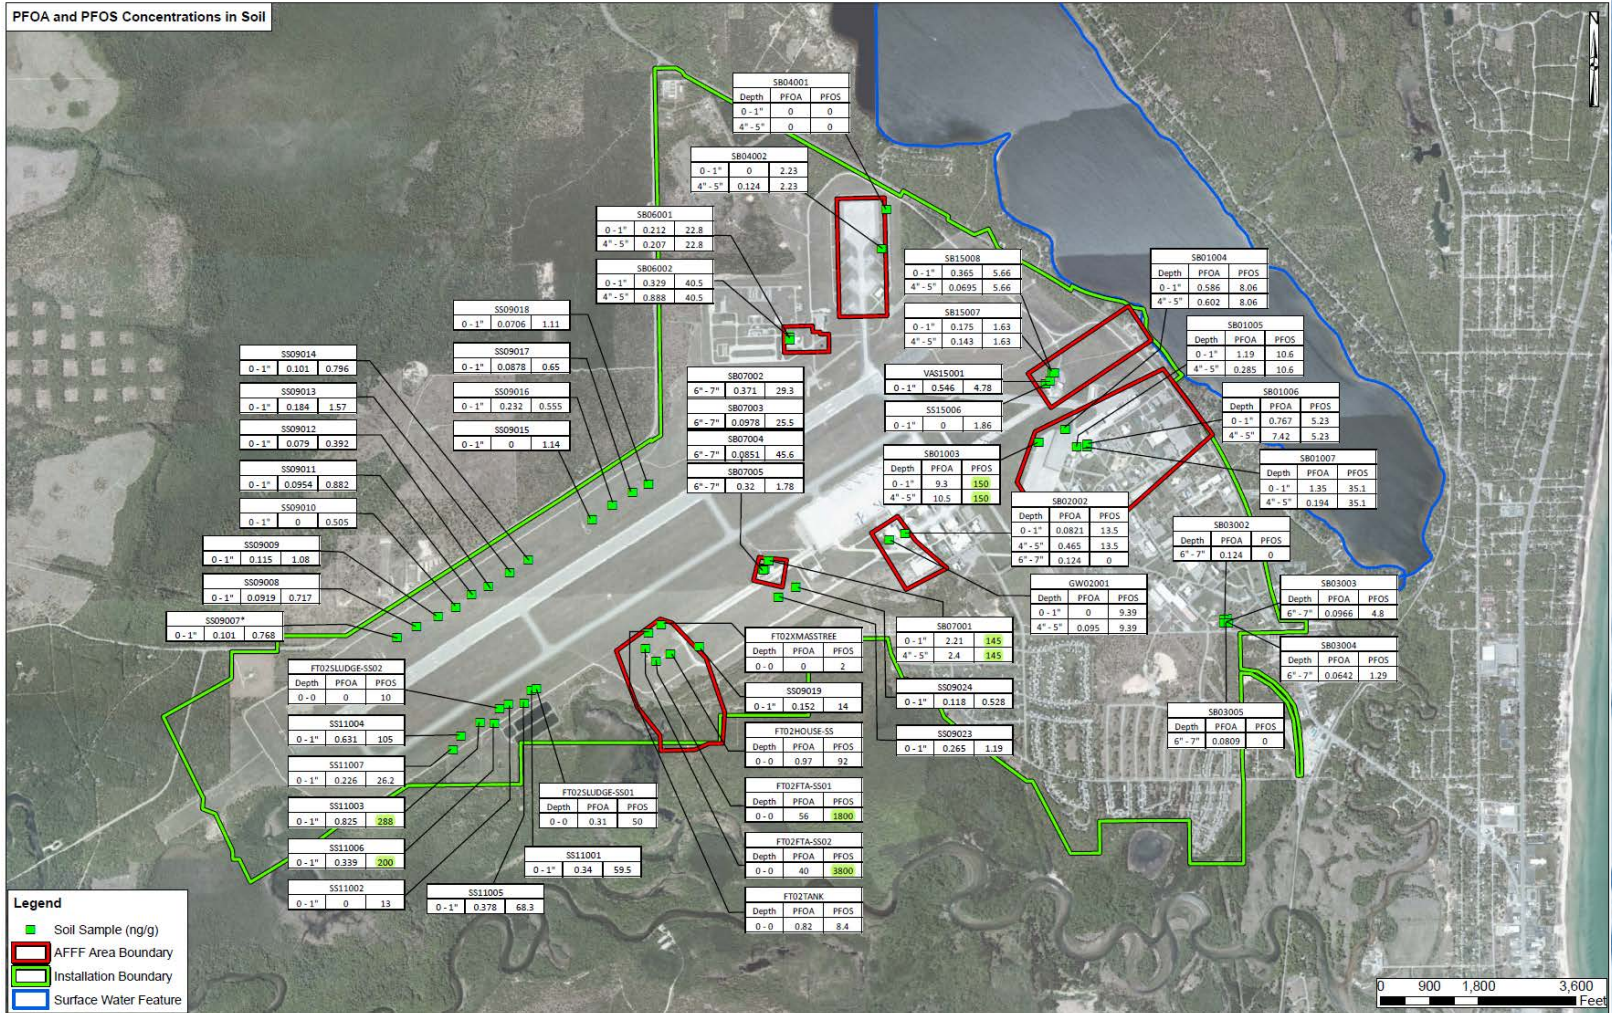 PFOA and PFOS Concentrations in Soil
SB04001
Depth PFOA PFOS
0 - 1" 0 0
4" - 5" 0 0
SB04002
0 - 1" 0 2.23
4" - 5" 0.124 2.23
SB06001
0 - 1" 0.212 22.8
4" - 5" 0.207 22.8
SB06002
0 - 1" 0.329 40.5
4" - 5" 0.888 40.5
SB15008
0 - 1" 0.365 5.66
4" - 5" 0.0695 5.66
SB15007
0 - 1" 0.175 1.63
4" - 5" 0.143 1.63
VAS15001
0 - 1" 0.546 4.78
SS15006
0 - 1" 0 1.86
SB01003
Depth PFOA PFOS
0 - 1" 9.3 150
4" - 5" 10.5 150
SB01004
Depth PFOA PFOS
0 - 1" 0.586 8.06
4" - 5" 0.602 8.06
SB01005
Depth PFOA PFOS
0 - 1" 1.19 10.6
4" - 5" 0.285 10.6
SB01006
Depth PFOA PFOS
0 - 1" 0.767 5.23
4" - 5" 7.42 5.23
SB01007
Depth PFOA PFOS
0 - 1" 1.35 35.1
4" - 5" 0.194 35.1
SB02002
Depth PFOA PFOS
0 - 1" 0.0821 13.5
4" - 5" 0.465 13.5
6" - 7" 0.124 0
SB03002
Depth PFOA PFOS
6" - 7" 0.124 0
GW02001
Depth PFOA PFOS
0 - 1" 0 9.39
4" - 5" 0.095 9.39
SB03003
Depth PFOA PFOS
6" - 7" 0.0966 4.8
SB03004
Depth PFOA PFOS
6" - 7" 0.0642 1.29
SB03005
Depth PFOA PFOS
6" - 7" 0.0809 0
SS09018
0 - 1" 0.0706 1.11
SS09017
0 - 1" 0.0878 0.65
SS09016
0 - 1" 0.232 0.555
SS09015
0 - 1" 0 1.14
SB07002
6" - 7" 0.371 29.3
SB07003
6" - 7" 0.0978 25.5
SB07004
6" - 7" 0.0851 45.6
SB07005
6" - 7" 0.32 1.78
SS09014
0 - 1" 0.101 0.796
SS09013
0 - 1" 0.184 1.57
SS09012
0 - 1" 0.079 0.392
SS09011
0 - 1" 0.0954 0.882
SS09010
0 - 1" 0 0.505
SS09009
0 - 1" 0.115 1.08
SS09008
0 - 1" 0.0919 0.717
SS09007*
0 - 1" 0.101 0.768
SB07001
0 - 1" 2.21 145
4" - 5" 2.4 145
SS09024
0 - 1" 0.118 0.528
SS09023
0 - 1" 0.265 1.19
FT02XMASSTREE
Depth PFOA PFOS
0 - 0 0 2
SS09019
0 - 1" 0.152 14
FT02HOUSE-SS
Depth PFOA PFOS
0 - 0 0.97 92
FT02FTA-SS01
Depth PFOA PFOS
0 - 0 56 1800
FT02FTA-SS02
Depth PFOA PFOS
0 - 0 40 3800
FT02TANK
Depth PFOA PFOS
0 - 0 0.82 8.4
FT02SLUDGE-SS02
Depth PFOA PFOS
0 - 0 0 10
SS11004
0 - 1" 0.631 105
SS11007
0 - 1" 0.226 26.2
SS11003
0 - 1" 0.825 288
SS11006
0 - 1" 0.339 200
SS11002
0 - 1" 0 13
FT02SLUDGE-SS01
Depth PFOA PFOS
0 - 0 0.31 50
SS11001
0 - 1" 0.34 59.5
SS11005
0 - 1" 0.378 68.3
Legend
Soil Sample (ng/g)
AFFF Area Boundary
Installation Boundary
Surface Water Feature
0 900 1,800 3,600
Feet